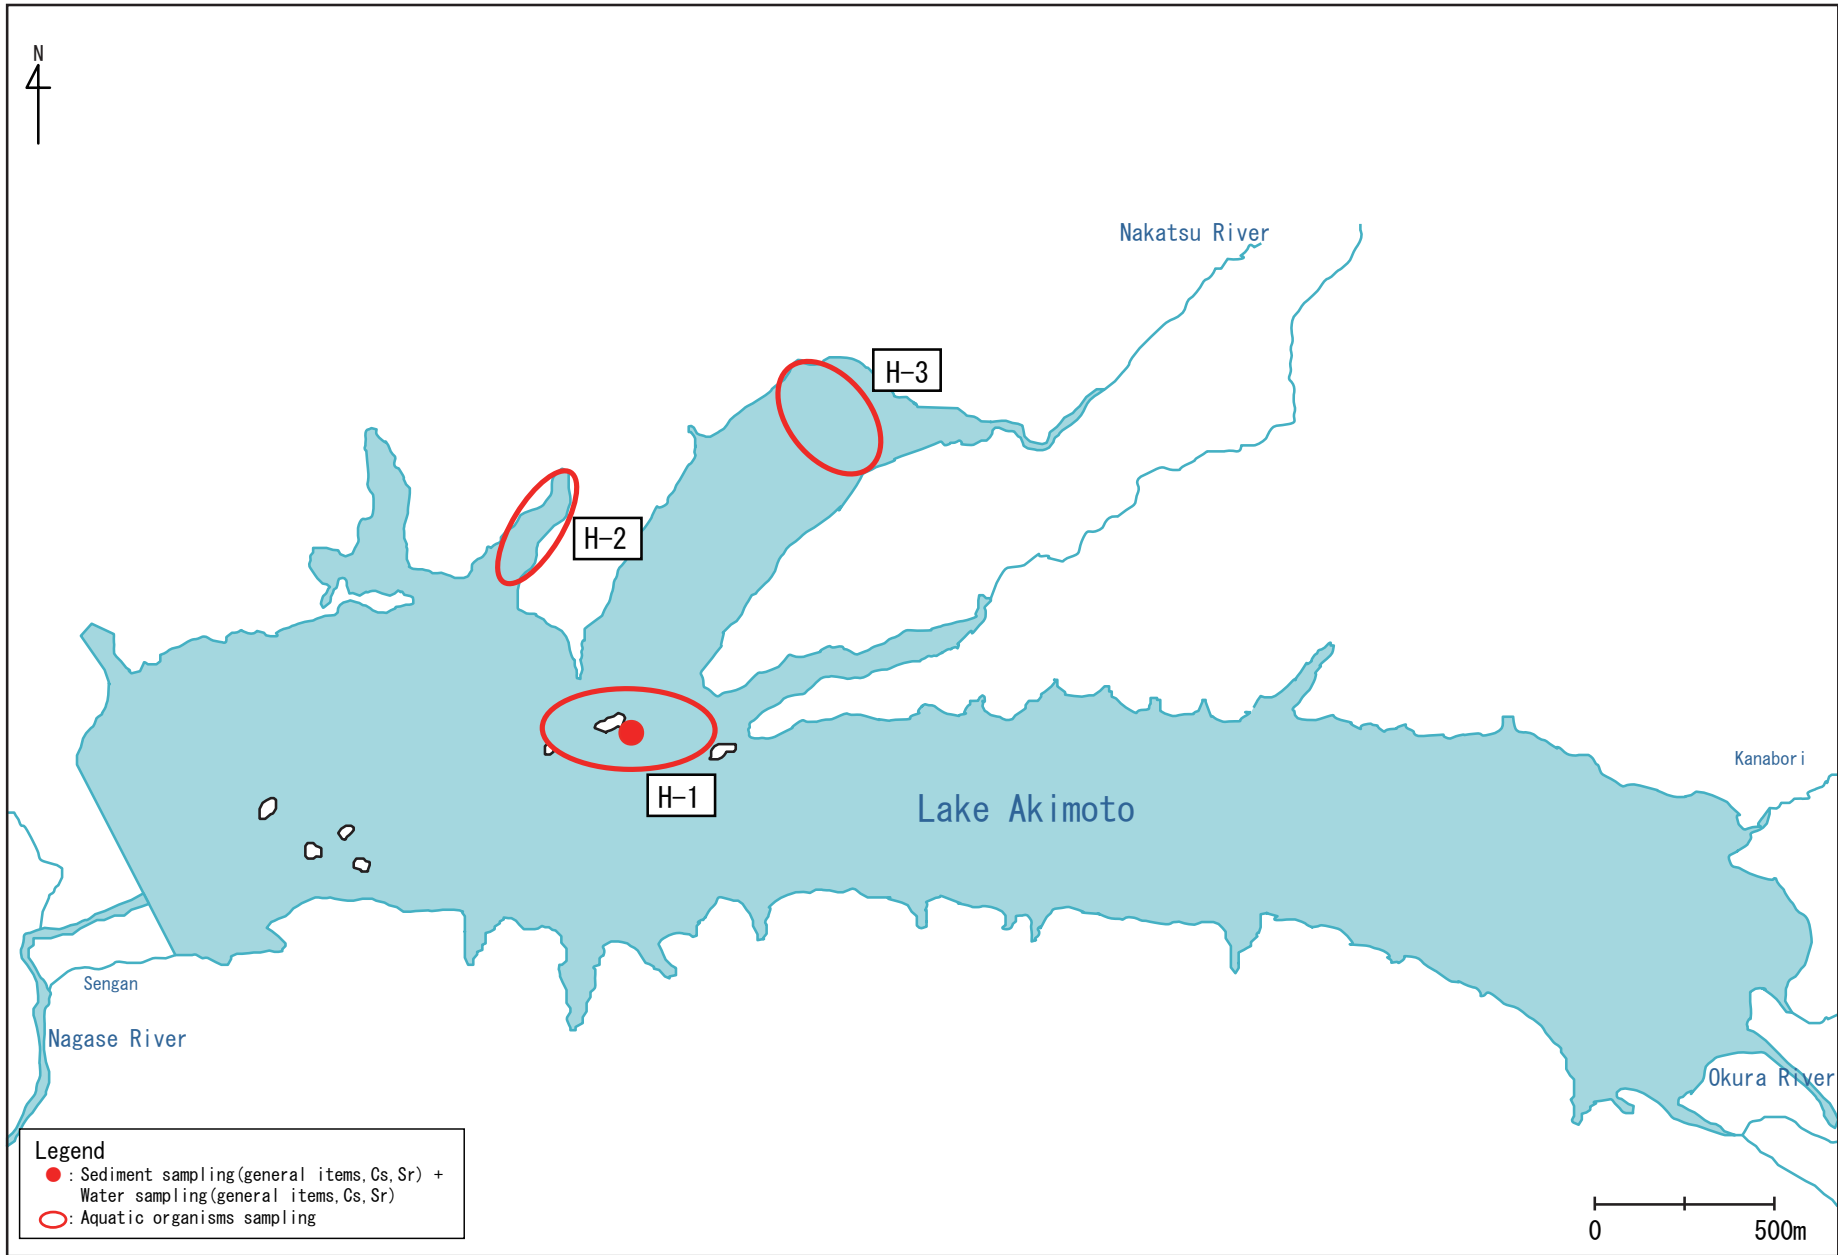 N
Nakatsu River
H-3
H-2
H-1
Lake Akimoto
Kanabori
Sengan
Nagase River
Okura River
Legend
: Sediment sampling(general items,Cs,Sr) +
Water sampling(general items,Cs,Sr)
: Aquatic organisms sampling
0 500m